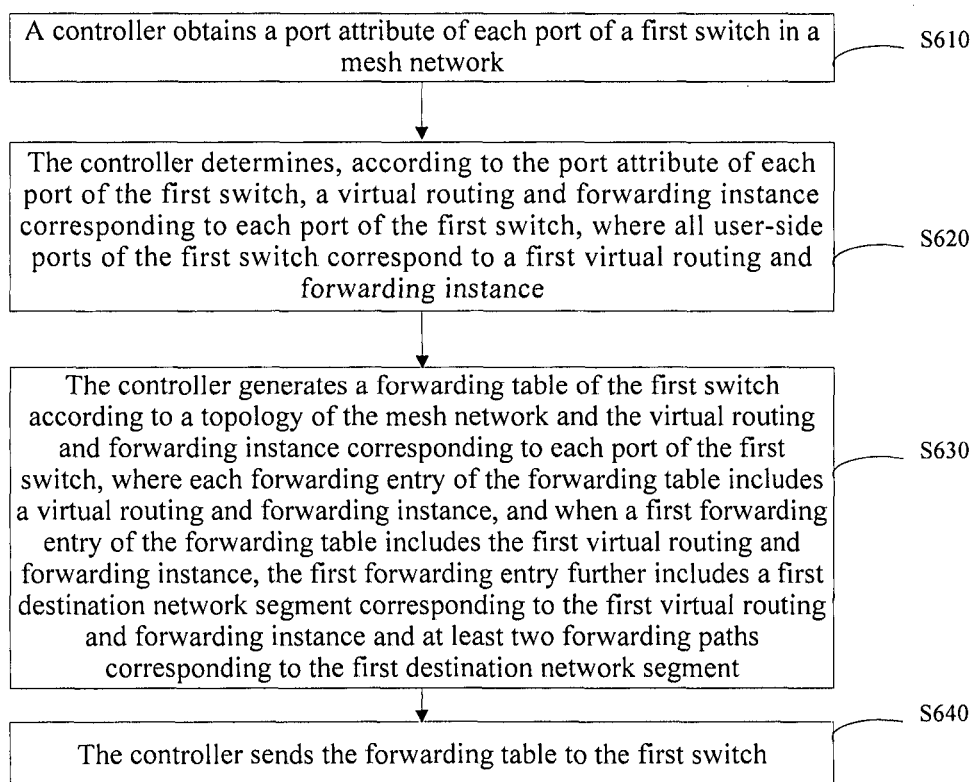 A controller obtains a port attribute of each port of a first switch in a
mesh network
S610
The controller determines, according to the port attribute of each
port of the first switch, a virtual routing and forwarding instance
corresponding to each port of the first switch, where all user-side
ports of the first switch correspond to a first virtual routing and
forwarding instance
S620
The controller generates a forwarding table of the first switch
according to a topology of the mesh network and the virtual routing
and forwarding instance corresponding to each port of the first
switch, where each forwarding entry of the forwarding table includes
a virtual routing and forwarding instance, and when a first forwarding
entry of the forwarding table includes the first virtual routing and
forwarding instance, the first forwarding entry further includes a first
destination network segment corresponding to the first virtual routing
and forwarding instance and at least two forwarding paths
corresponding to the first destination network segment
S630
The controller sends the forwarding table to the first switch
S640